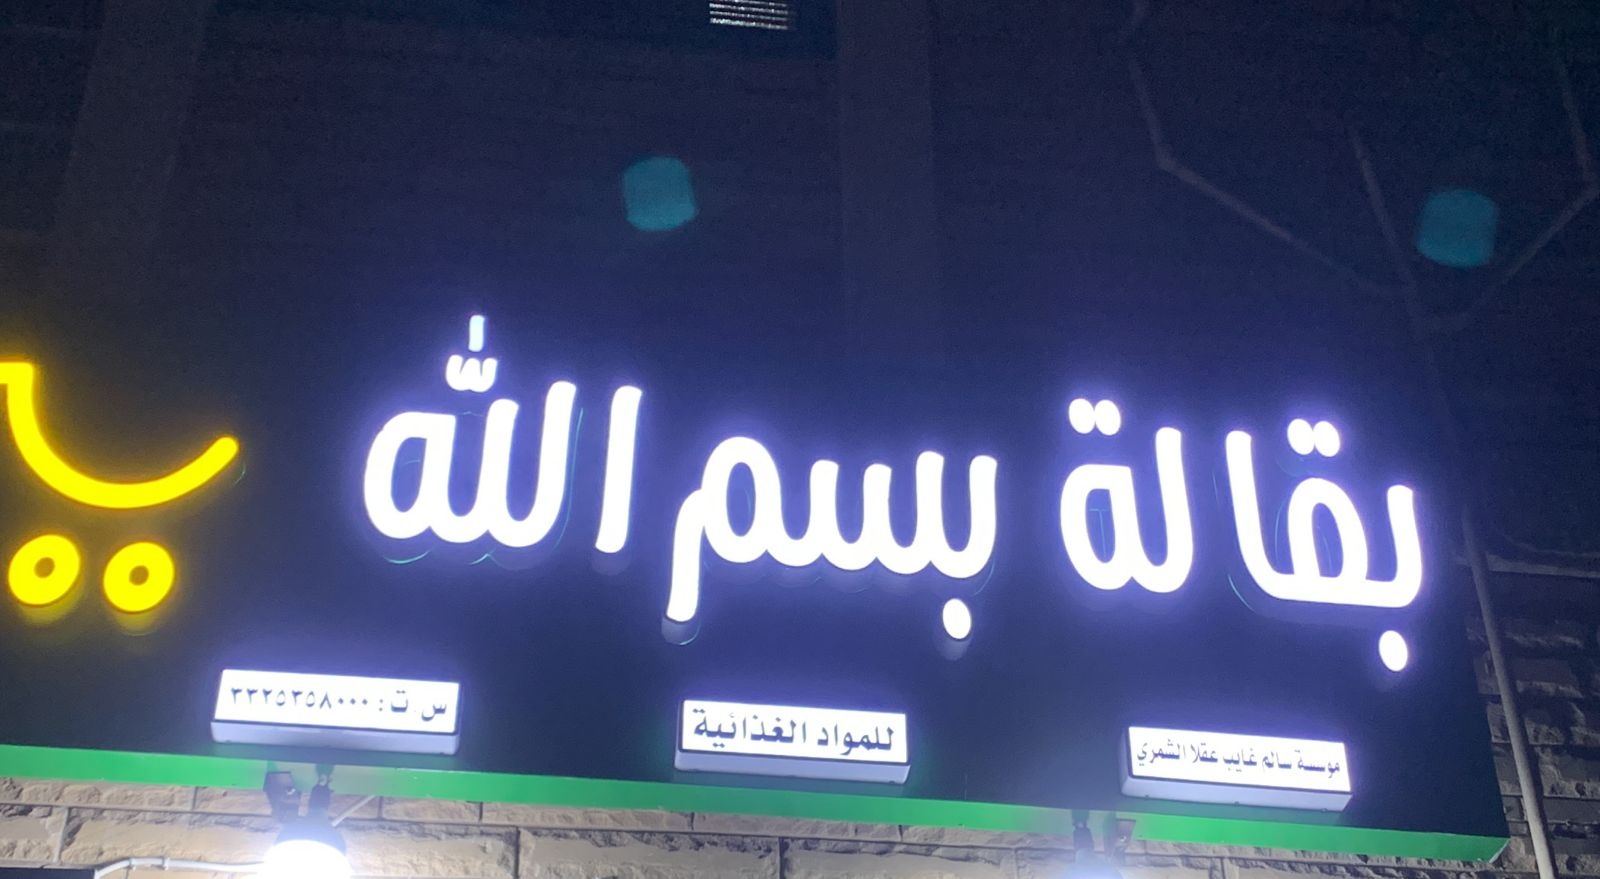 بقالة بسم الله
موسسة سالم غايب عقلا الشمري
للمواد الغذائية
س ت : ٣٣٢٥٣٥٨٠٠٠